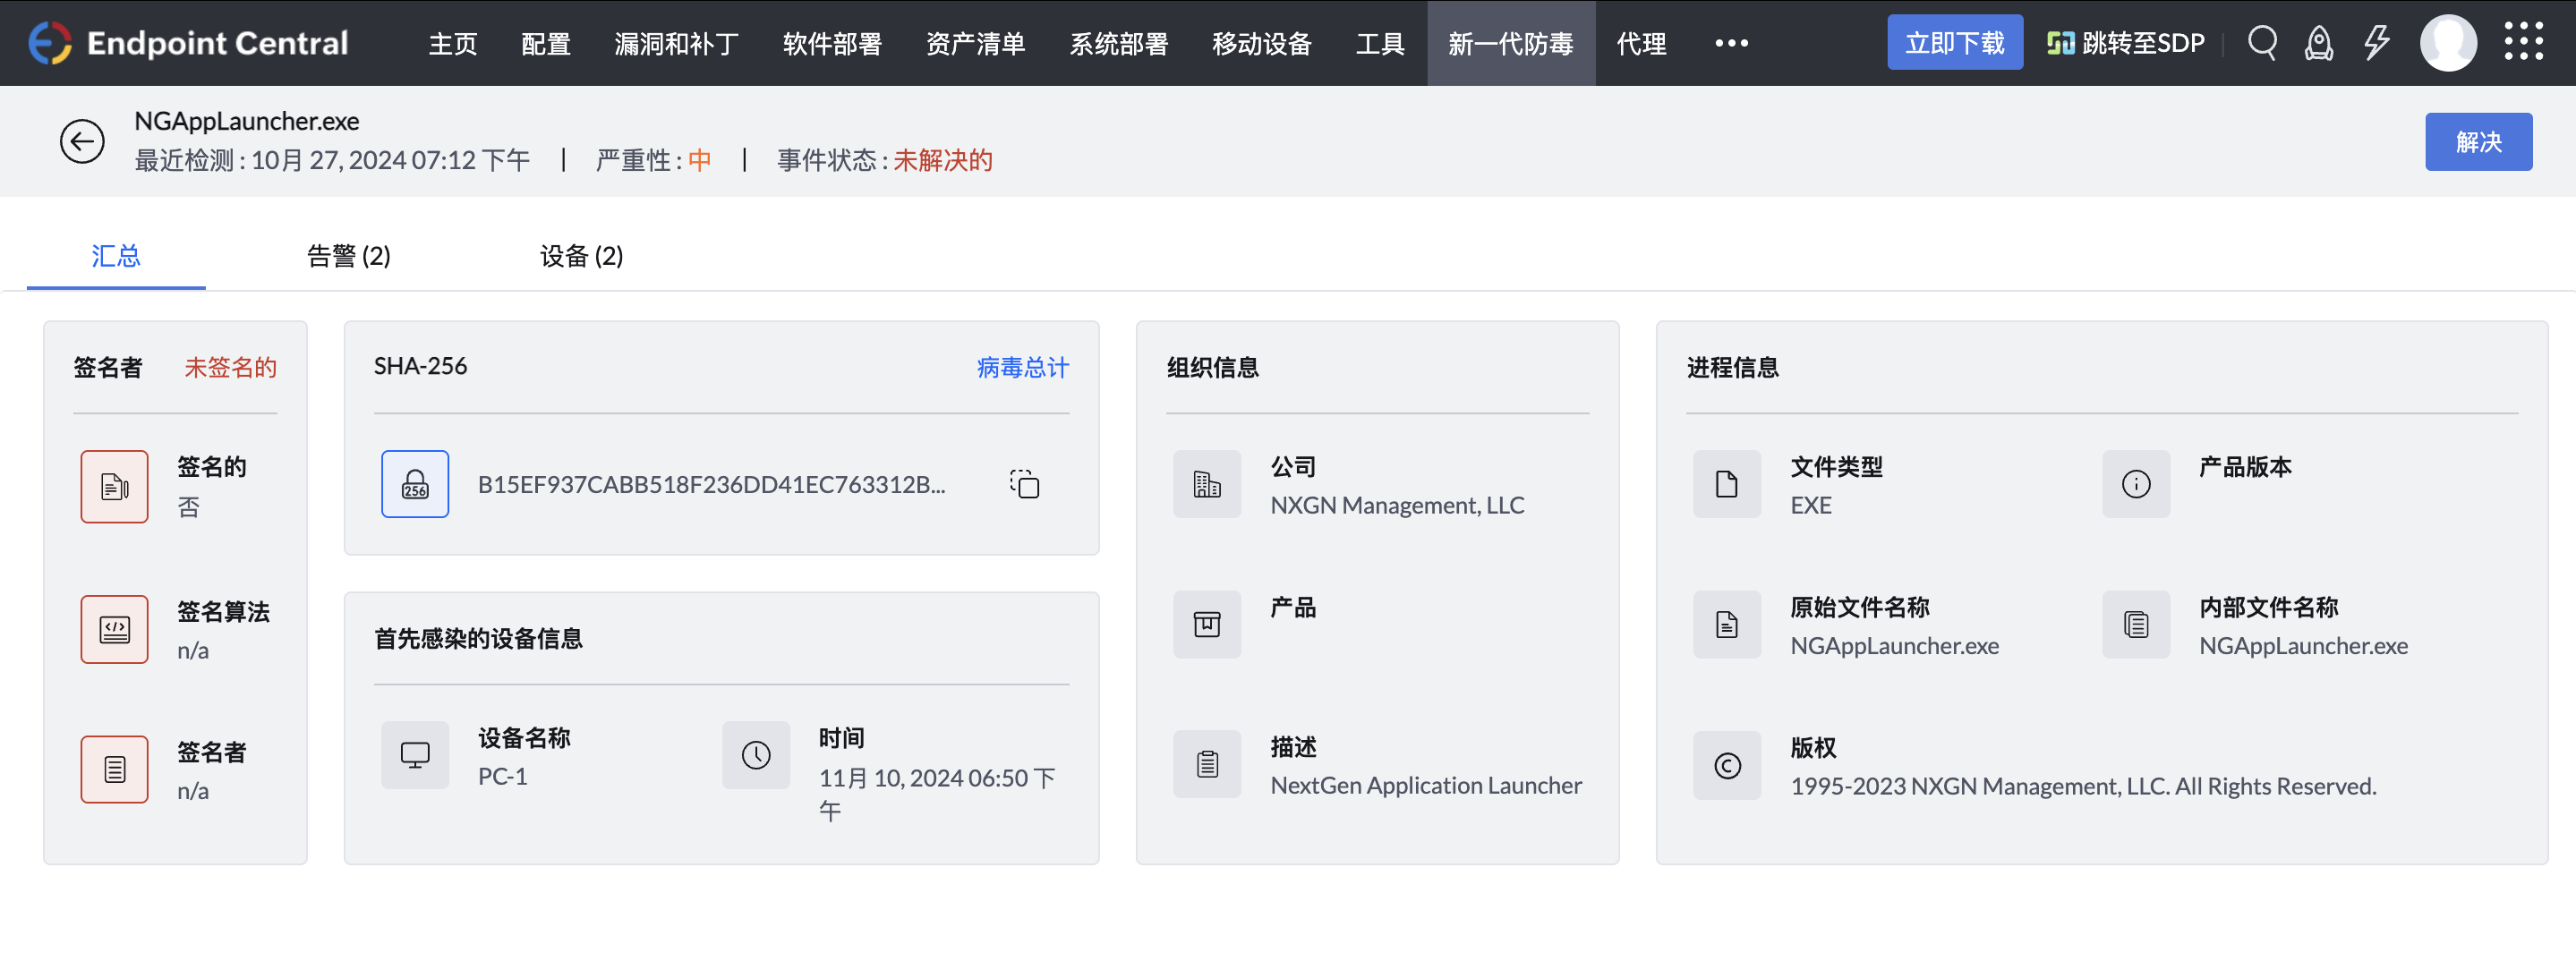 Endpoint Central 主页 配置 漏洞和补丁 软件部署 资产清单 系统部署 移动设备 工具 新一代防毒 代理 ••• 立即下载 跳转至SDP
NGAppLauncher.exe
最近检测 : 10月 27, 2024 07:12 下午 | 严重性 : 中 | 事件状态 : 未解决的
解决
汇总 告警 (2) 设备 (2)
签名者 未签名的
签名的
否
签名算法
n/a
签名者
n/a
SHA-256 病毒总计
256
B15EF937CABB518F236DD41EC763312B...
首先感染的设备信息
设备名称
PC-1
时间
11月 10, 2024 06:50 下
午
组织信息
公司
NXGN Management, LLC
产品
描述
NextGen Application Launcher
进程信息
文件类型
EXE
产品版本
原始文件名称
NGAppLauncher.exe
内部文件名称
NGAppLauncher.exe
版权
1995-2023 NXGN Management, LLC. All Rights Reserved.